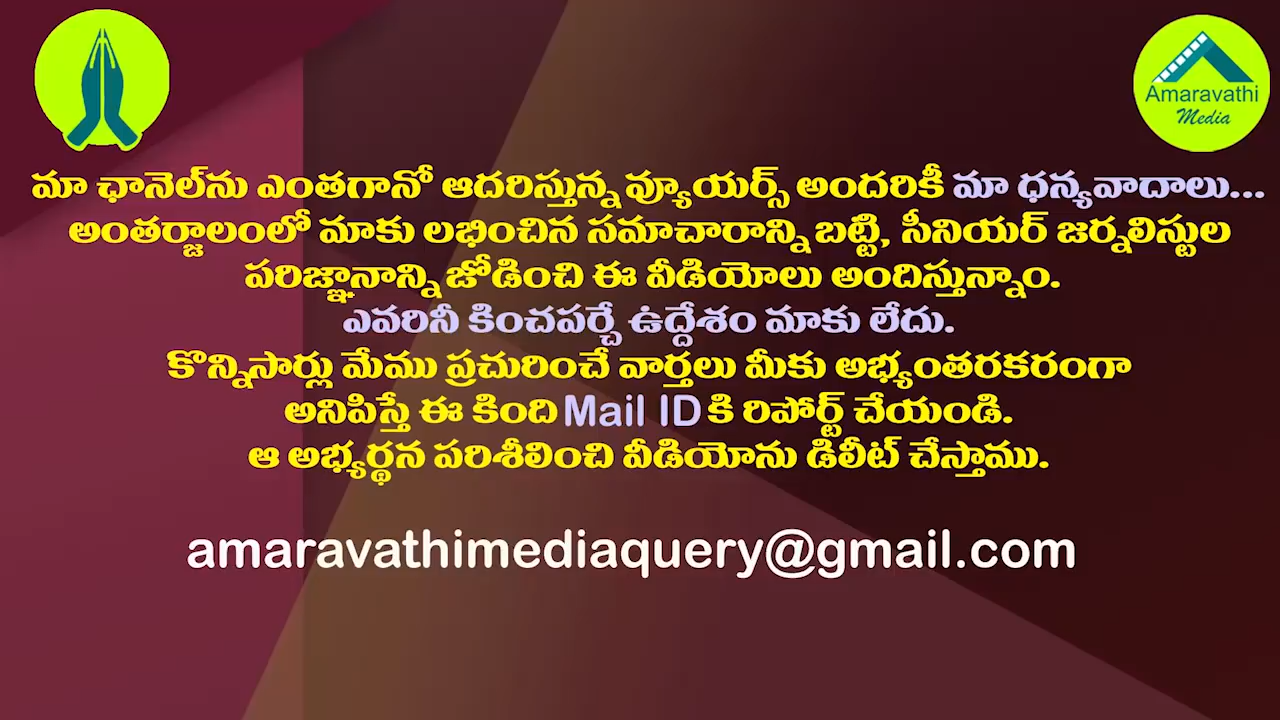 Amaravathi
Media
మా ఛానెల్‌ను ఎంతగానో ఆదరిస్తున్న వ్యూయర్స్ అందరికీ మా ధన్యవాదాలు...
అంతర్జాలంలో మాకు లభించిన సమాచారాన్ని బట్టి, సీనియర్ జర్నలిస్టుల
పరిజ్ఞానాన్ని జోడించి ఈ వీడియోలు అందిస్తున్నాం.
ఎవరినీ కించపర్చే ఉద్దేశం మాకు లేదు.
కొన్నిసార్లు మేము ప్రచురించే వార్తలు మీకు అభ్యంతరకరంగా
అనిపిస్తే ఈ కింది Mail ID కి రిపోర్ట్ చేయండి.
ఆ అభ్యర్థన పరిశీలించి వీడియోను డిలీట్ చేస్తాము.
amaravathimediaquery@gmail.com